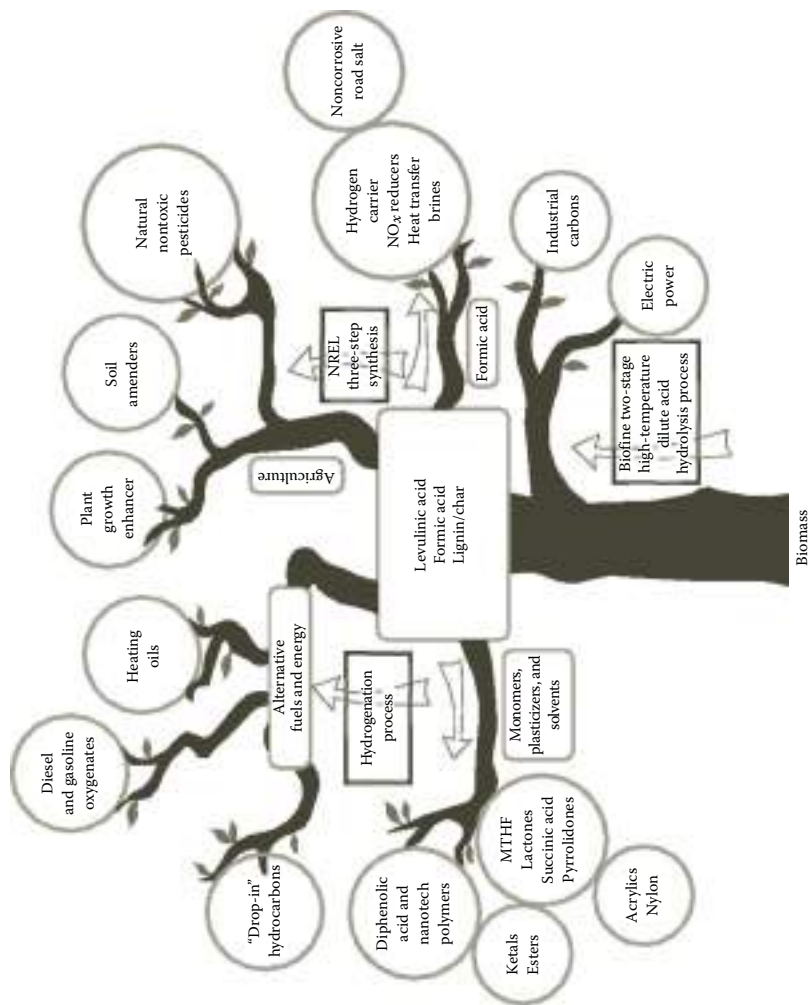 Noncorrosive
road salt
Natural
nontoxic
pesticides
Hydrogen
carrier
NOx reducers
Heat transfer
brines
Industrial
carbons
Electric
power
Soil
amenders
NREL
three-step
synthesis
Formic acid
Biofine two-stage
high-temperature
dilute acid
hydrolysis process
Plant
growth
enhancer
Agriculture
Levulinic acid
Formic acid
Lignin/char
Biomass
Heating
oils
Alternative
fuels and energy
Hydrogenation
process
Monomers,
plasticizers, and
solvents
Diesel
and gasoline
oxygenates
"Drop-in"
hydrocarbons
Diphenolic
acid and
nanotech
polymers
MTHF
Lactones
Succinic acid
Pyrrolidones
Ketals
Esters
Acrylics
Nylon